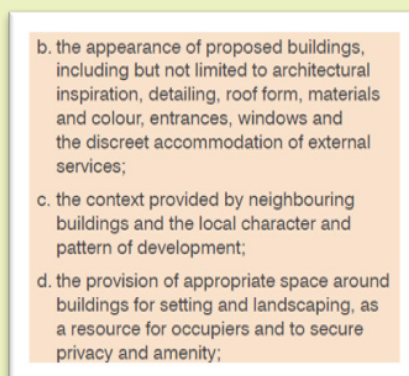 b. the appearance of proposed buildings,
including but not limited to architectural
inspiration, detailing, roof form, materials
and colour, entrances, windows and
the discreet accommodation of external
services;
c. the context provided by neighbouring
buildings and the local character and
pattern of development;
d. the provision of appropriate space around
buildings for setting and landscaping, as
a resource for occupiers and to secure
privacy and amenity;